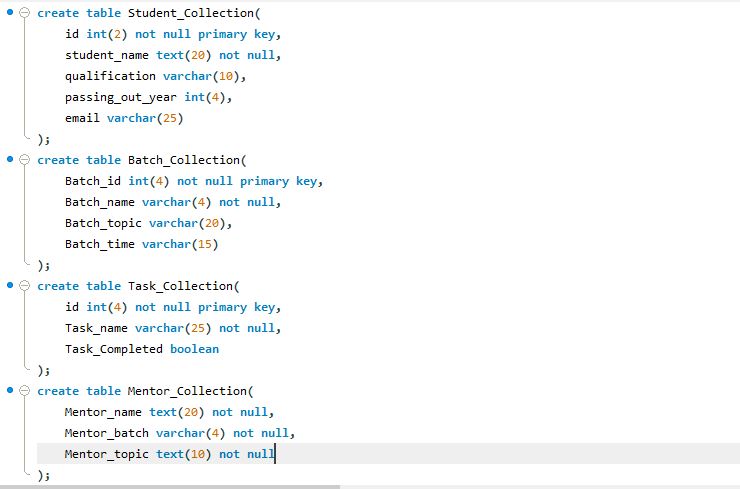 create table Student_Collection(
id int(2) not null primary key,
student_name text(20) not null,
qualification varchar(10),
passing_out_year int(4),
email varchar(25)
);
create table Batch_Collection(
Batch_id int(4) not null primary key,
Batch_name varchar(4) not null,
Batch_topic varchar(20),
Batch_time varchar(15)
);
create table Task_Collection(
id int(4) not null primary key,
Task_name varchar(25) not null,
Task_Completed boolean
);
create table Mentor_Collection(
Mentor_name text(20) not null,
Mentor_batch varchar(4) not null,
Mentor_topic text(10) not null
);